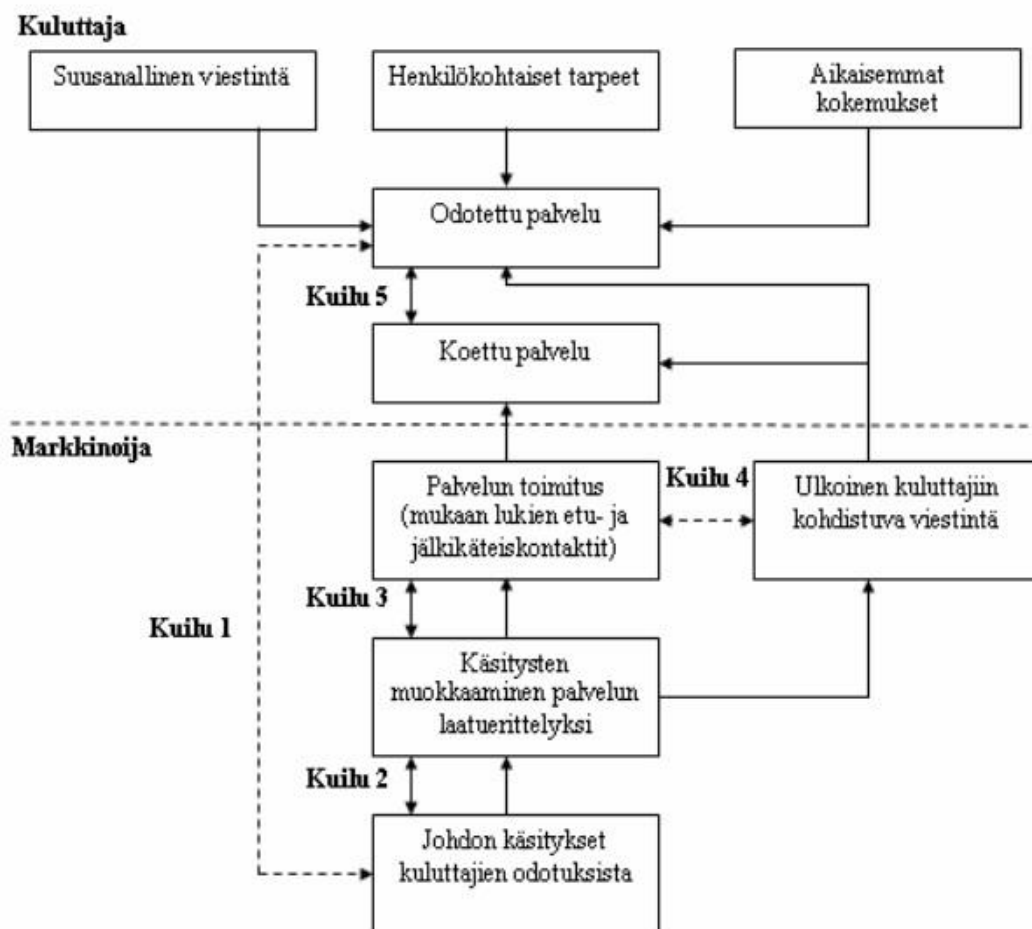 Kuluttaja
Suusanallinen viestintä
Henkilökohtaiset tarpeet
Aikaisemmat
kokemukset
Odotettu palvelu
Kuilu 5
Koettu palvelu
Markkinoija
Palvelun toimitus
(mukaan lukien etu- ja
jälkikäteiskontaktit)
Kuilu 4
Ulkoinen kuluttajiin
kohdistuva viestintä
Kuilu 3
Kuilu 1
Käsitysten
muokkaaminen palvelun
laatuerittelyksi
Kuilu 2
Johdon käsitykset
kuluttajien odotuksista